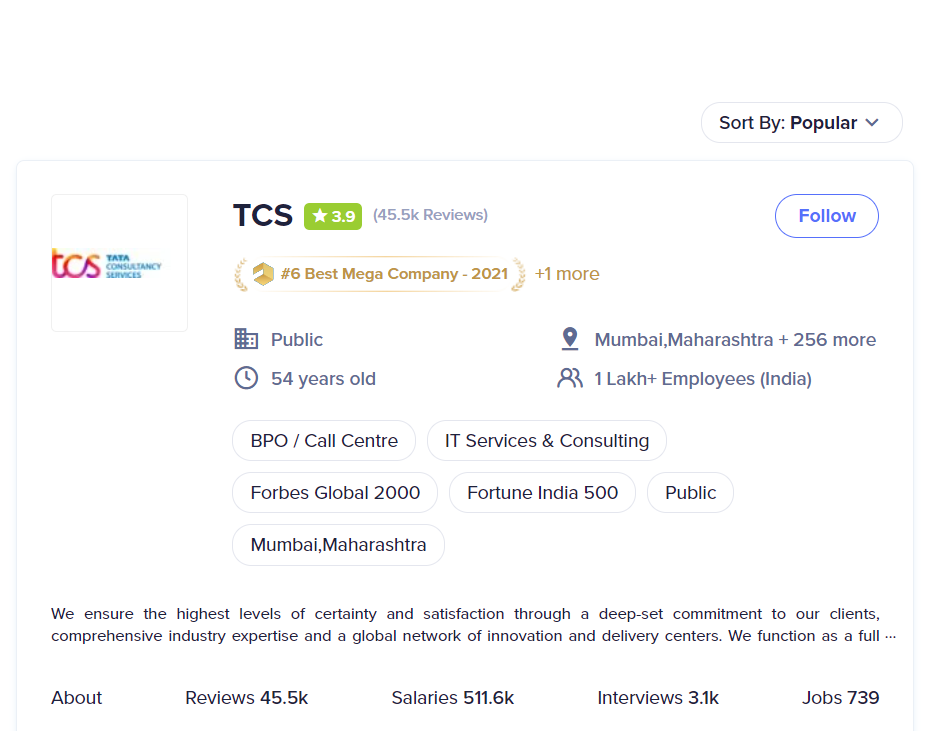 Sort By: Popular
tcs TATA CONSULTANCY SERVICES
TCS 3.9 (45.5k Reviews) Follow
#6 Best Mega Company - 2021 +1 more
Public Mumbai,Maharashtra + 256 more
54 years old 1 Lakh+ Employees (India)
BPO / Call Centre IT Services & Consulting
Forbes Global 2000 Fortune India 500 Public
Mumbai,Maharashtra
We ensure the highest levels of certainty and satisfaction through a deep-set commitment to our clients,
comprehensive industry expertise and a global network of innovation and delivery centers. We function as a full ...
About Reviews 45.5k Salaries 511.6k Interviews 3.1k Jobs 739